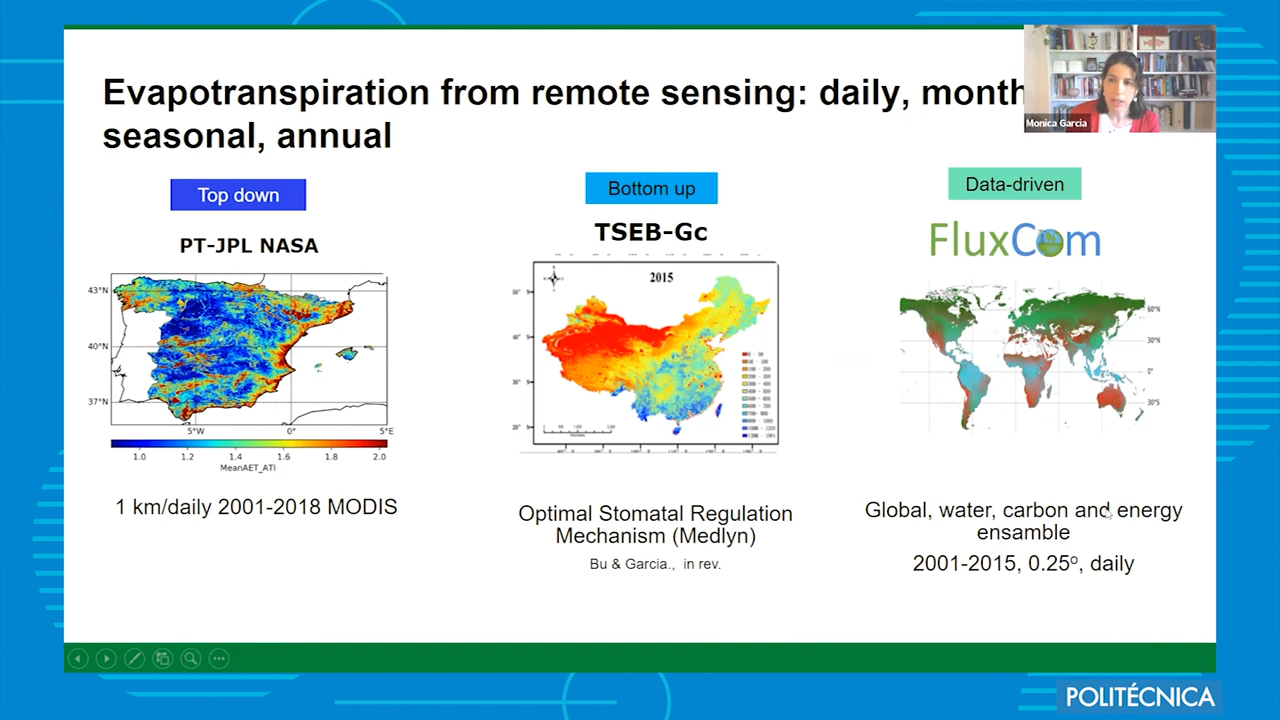 Evapotranspiration from remote sensing: daily, month
seasonal, annual
Monica Garcia
Top down
PT-JPL NASA
43°N
40°N
37°N
5°W
0°
5°E
1.0 1.2 1.4 1.6 1.8 2.0
MeanAET_ATI
1 km/daily 2001-2018 MODIS
Bottom up
TSEB-Gc
2015
Optimal Stomatal Regulation
Mechanism (Medlyn)
Bu & Garcia., in rev.
Data-driven
FluxCom
60°N
30°N
0°
30°S
Global, water, carbon and energy
ensamble
2001-2015, 0.25º, daily
POLITÉCNICA